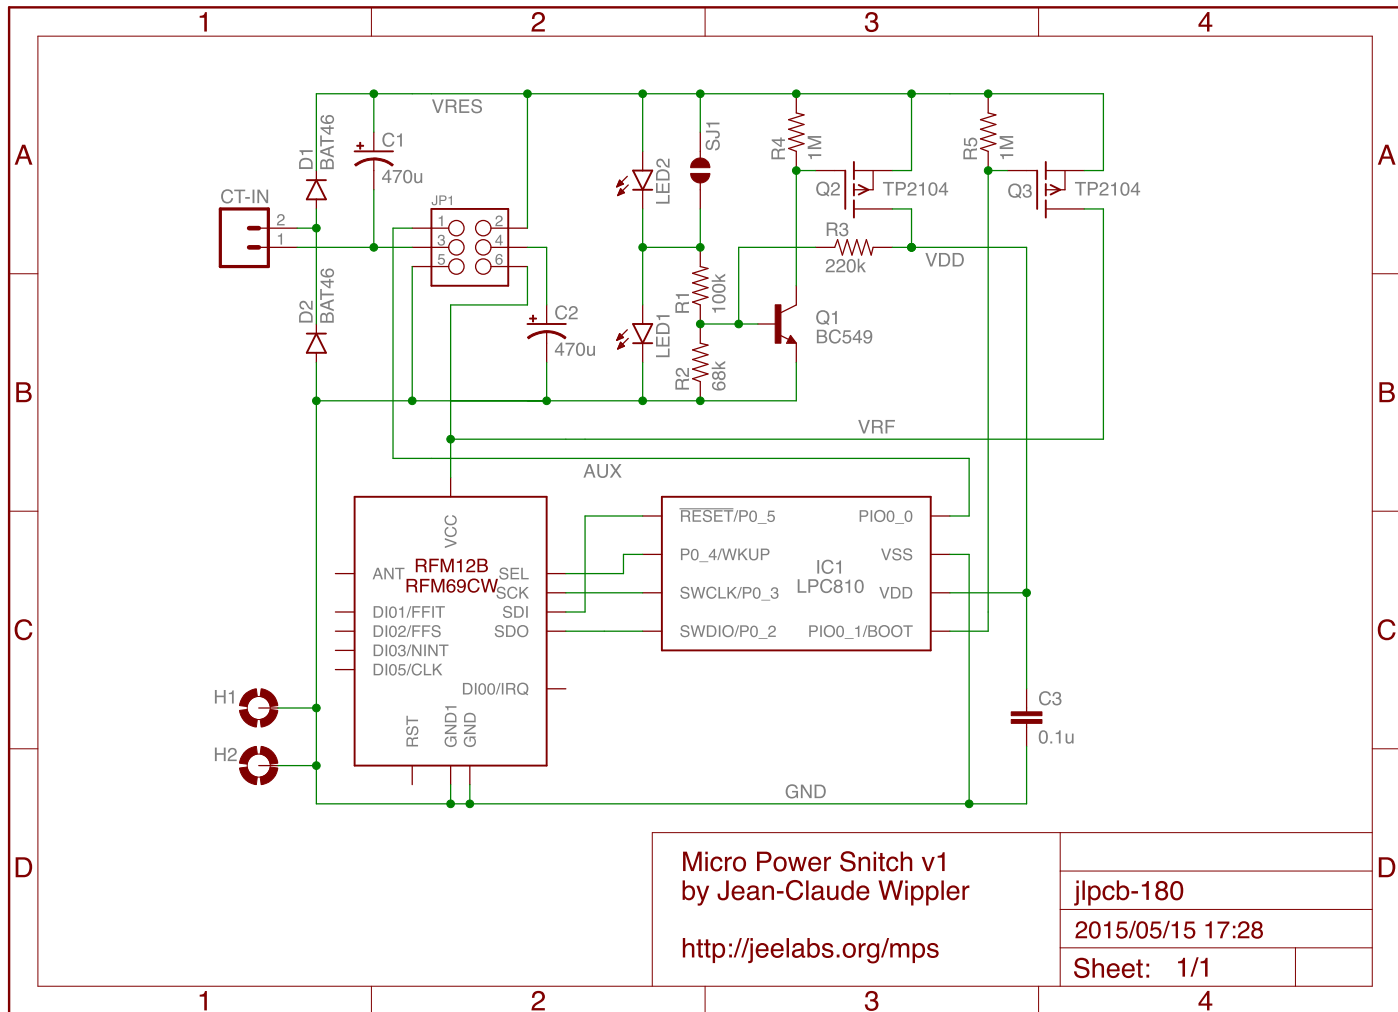 1 2 3 4
A
A
B
B
C
C
D
D
1 2 3 4
VRES
D1
BAT46
C1
470u
CT-IN
2
1
JP1
1 2
3 4
5 6
D2
BAT46
C2
470u
LED2
LED1
SJ1
R1
100k
R2
68k
R4
1M
Q2
TP2104
R3
220k
VDD
Q1
BC549
R5
1M
Q3
TP2104
VRF
AUX
VCC
RFM12B
RFM69CW
ANT
DI01/FFIT
DI02/FFS
DI03/NINT
DI05/CLK
SEL
SCK
SDI
SDO
DI00/IRQ
RST
GND1
GND
RESET/P0_5
P0_4/WKUP
SWCLK/P0_3
SWDIO/P0_2
IC1
LPC810
PIO0_0
VSS
VDD
PIO0_1/BOOT
H1
H2
C3
0.1u
GND
Micro Power Snitch v1
by Jean-Claude Wippler
http://jeelabs.org/mps
jlpcb-180
2015/05/15 17:28
Sheet: 1/1